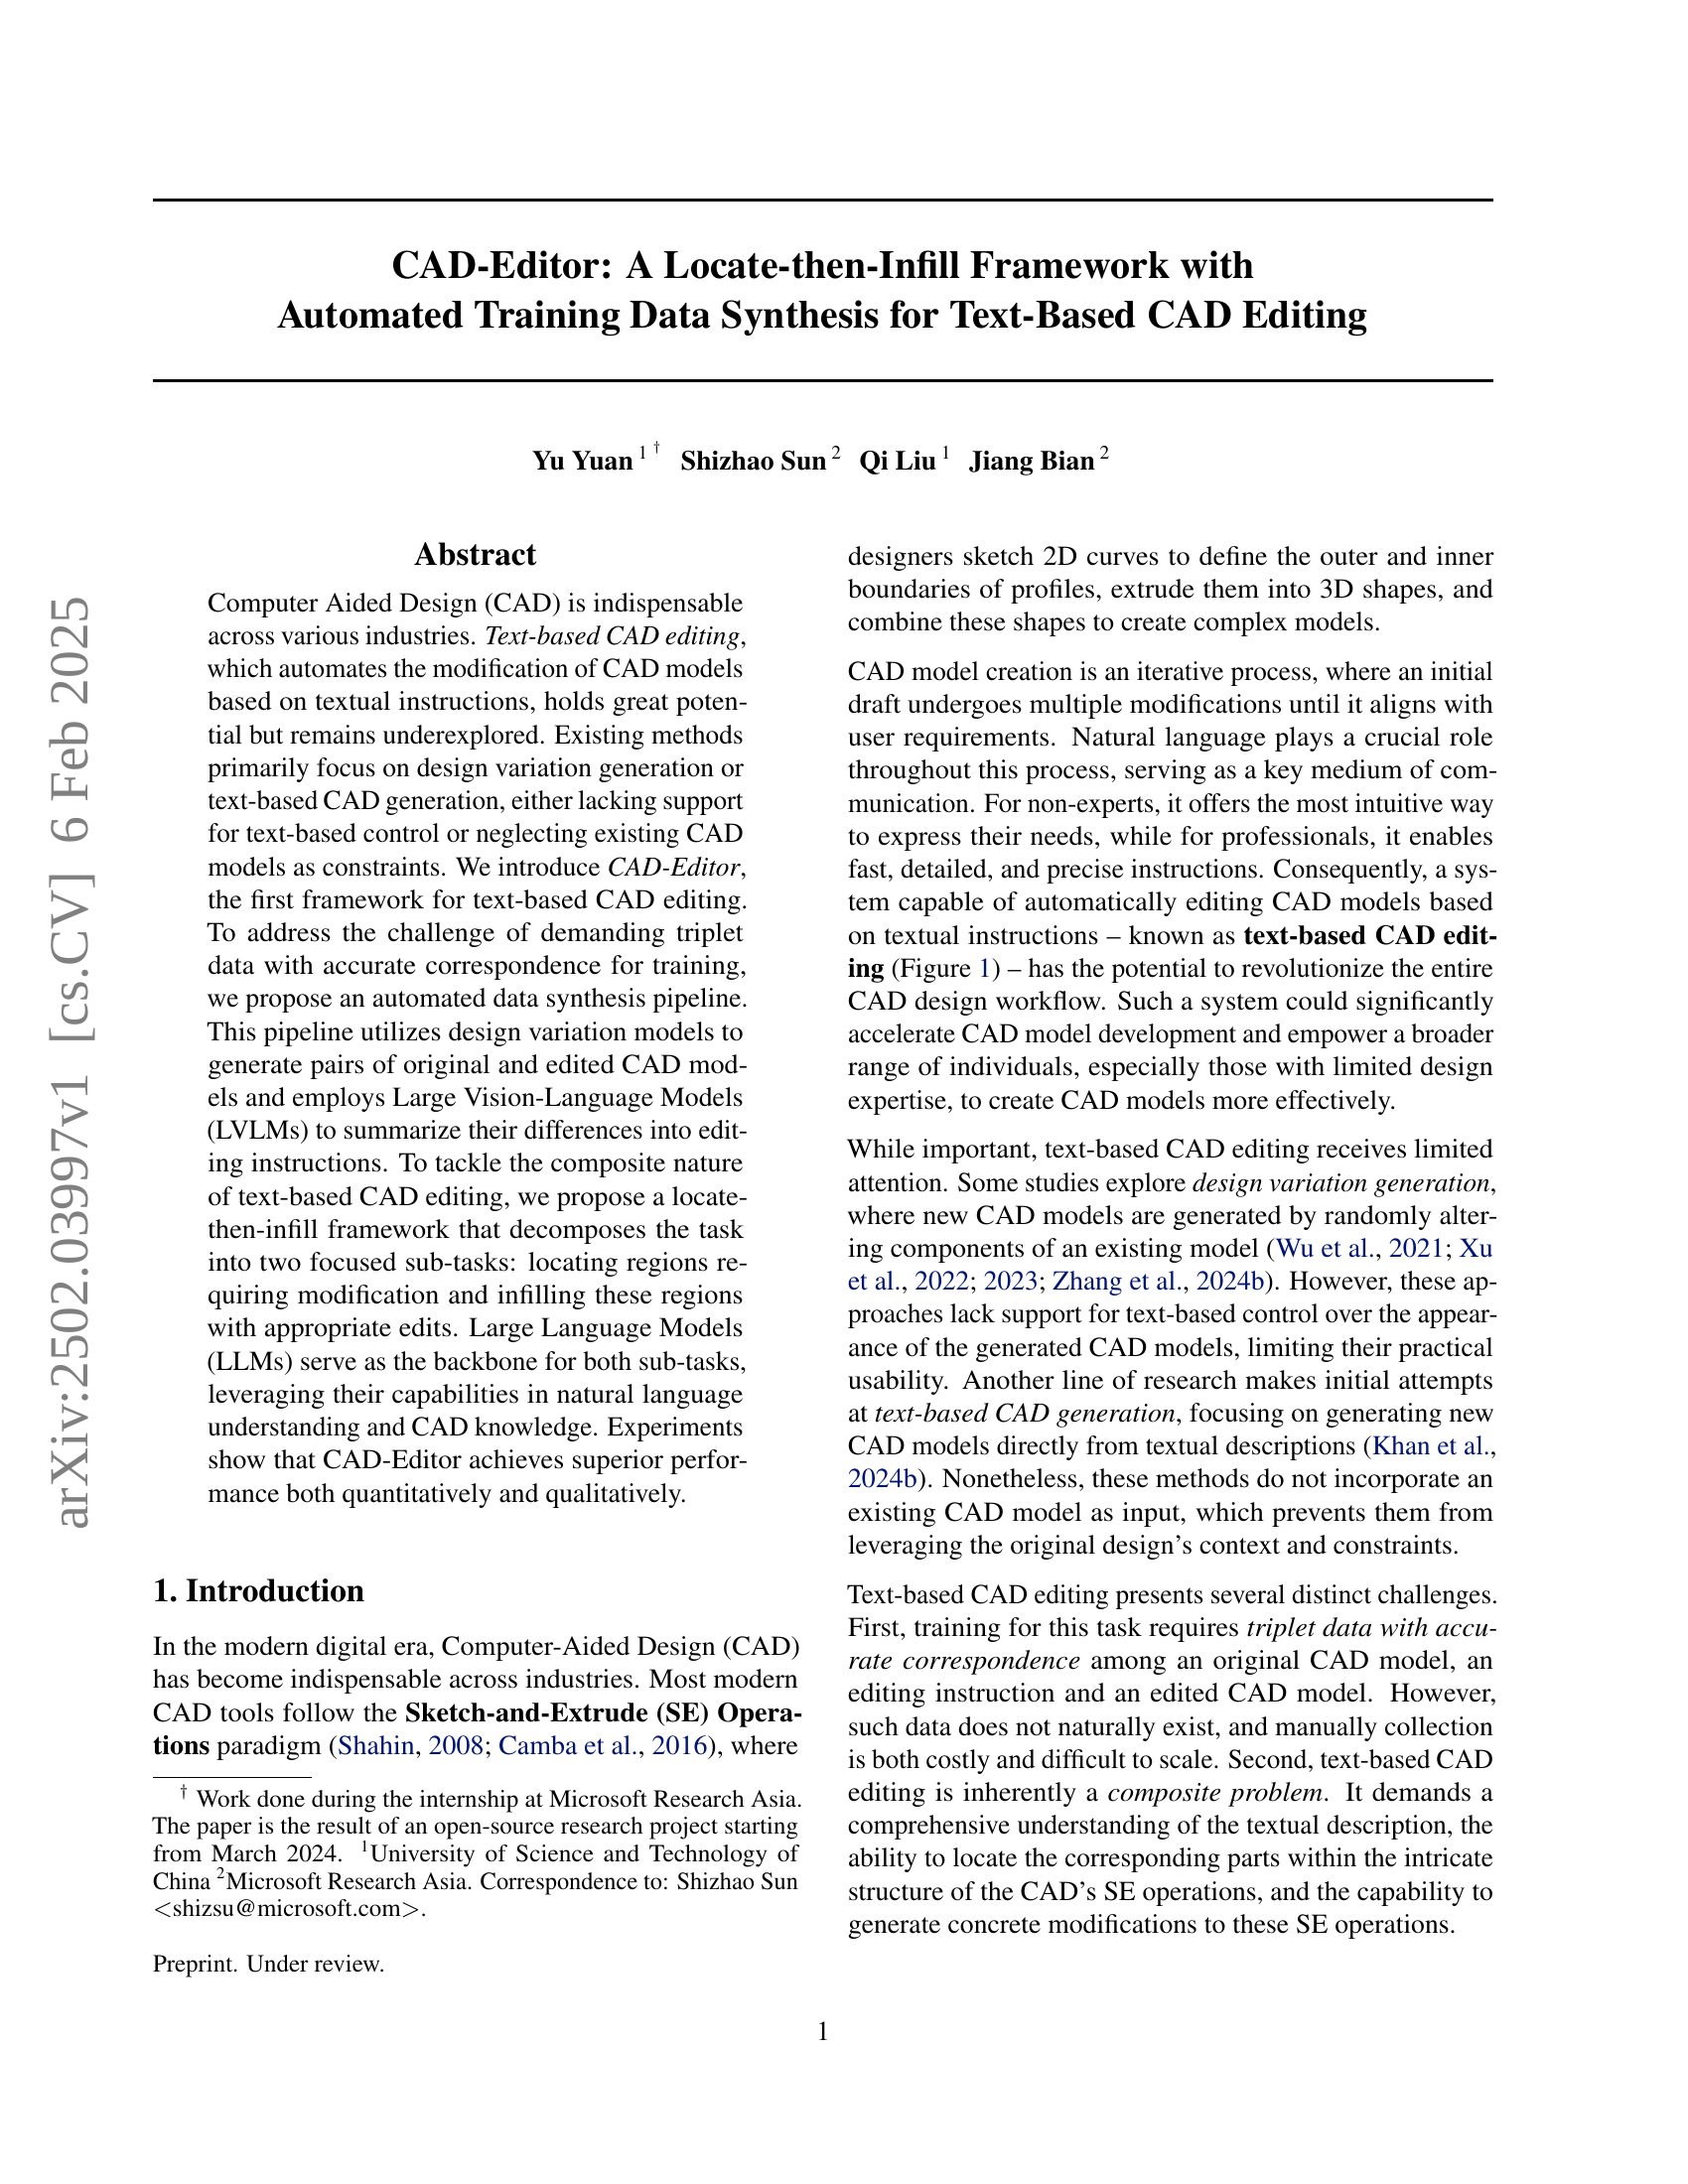 arXiv:2502.03997v1 [cs.CV] 6 Feb 2025
CAD-Editor: A Locate-then-Infill Framework with
Automated Training Data Synthesis for Text-Based CAD Editing
Yu Yuan 1 † Shizhao Sun 2 Qi Liu 1 Jiang Bian 2
Abstract
Computer Aided Design (CAD) is indispensable
across various industries. Text-based CAD editing,
which automates the modification of CAD models
based on textual instructions, holds great poten-
tial but remains underexplored. Existing methods
primarily focus on design variation generation or
text-based CAD generation, either lacking support
for text-based control or neglecting existing CAD
models as constraints. We introduce CAD-Editor,
the first framework for text-based CAD editing.
To address the challenge of demanding triplet
data with accurate correspondence for training,
we propose an automated data synthesis pipeline.
This pipeline utilizes design variation models to
generate pairs of original and edited CAD mod-
els and employs Large Vision-Language Models
(LVLMs) to summarize their differences into edit-
ing instructions. To tackle the composite nature
of text-based CAD editing, we propose a locate-
then-infill framework that decomposes the task
into two focused sub-tasks: locating regions re-
quiring modification and infilling these regions
with appropriate edits. Large Language Models
(LLMs) serve as the backbone for both sub-tasks,
leveraging their capabilities in natural language
understanding and CAD knowledge. Experiments
show that CAD-Editor achieves superior perfor-
mance both quantitatively and qualitatively.
1. Introduction
In the modern digital era, Computer-Aided Design (CAD)
has become indispensable across industries. Most modern
CAD tools follow the Sketch-and-Extrude (SE) Opera-
tions paradigm (Shahin, 2008; Camba et al., 2016), where
† Work done during the internship at Microsoft Research Asia.
The paper is the result of an open-source research project starting
from March 2024. 1University of Science and Technology of
China 2Microsoft Research Asia. Correspondence to: Shizhao Sun
<shizsu@microsoft.com>.
Preprint. Under review.
designers sketch 2D curves to define the outer and inner
boundaries of profiles, extrude them into 3D shapes, and
combine these shapes to create complex models.
CAD model creation is an iterative process, where an initial
draft undergoes multiple modifications until it aligns with
user requirements. Natural language plays a crucial role
throughout this process, serving as a key medium of com-
munication. For non-experts, it offers the most intuitive way
to express their needs, while for professionals, it enables
fast, detailed, and precise instructions. Consequently, a sys-
tem capable of automatically editing CAD models based
on textual instructions – known as text-based CAD edit-
ing (Figure 1) – has the potential to revolutionize the entire
CAD design workflow. Such a system could significantly
accelerate CAD model development and empower a broader
range of individuals, especially those with limited design
expertise, to create CAD models more effectively.
While important, text-based CAD editing receives limited
attention. Some studies explore design variation generation,
where new CAD models are generated by randomly alter-
ing components of an existing model (Wu et al., 2021; Xu
et al., 2022; 2023; Zhang et al., 2024b). However, these ap-
proaches lack support for text-based control over the appear-
ance of the generated CAD models, limiting their practical
usability. Another line of research makes initial attempts
at text-based CAD generation, focusing on generating new
CAD models directly from textual descriptions (Khan et al.,
2024b). Nonetheless, these methods do not incorporate an
existing CAD model as input, which prevents them from
leveraging the original design’s context and constraints.
Text-based CAD editing presents several distinct challenges.
First, training for this task requires triplet data with accu-
rate correspondence among an original CAD model, an
editing instruction and an edited CAD model. However,
such data does not naturally exist, and manually collection
is both costly and difficult to scale. Second, text-based CAD
editing is inherently a composite problem. It demands a
comprehensive understanding of the textual description, the
ability to locate the corresponding parts within the intricate
structure of the CAD’s SE operations, and the capability to
generate concrete modifications to these SE operations.
1